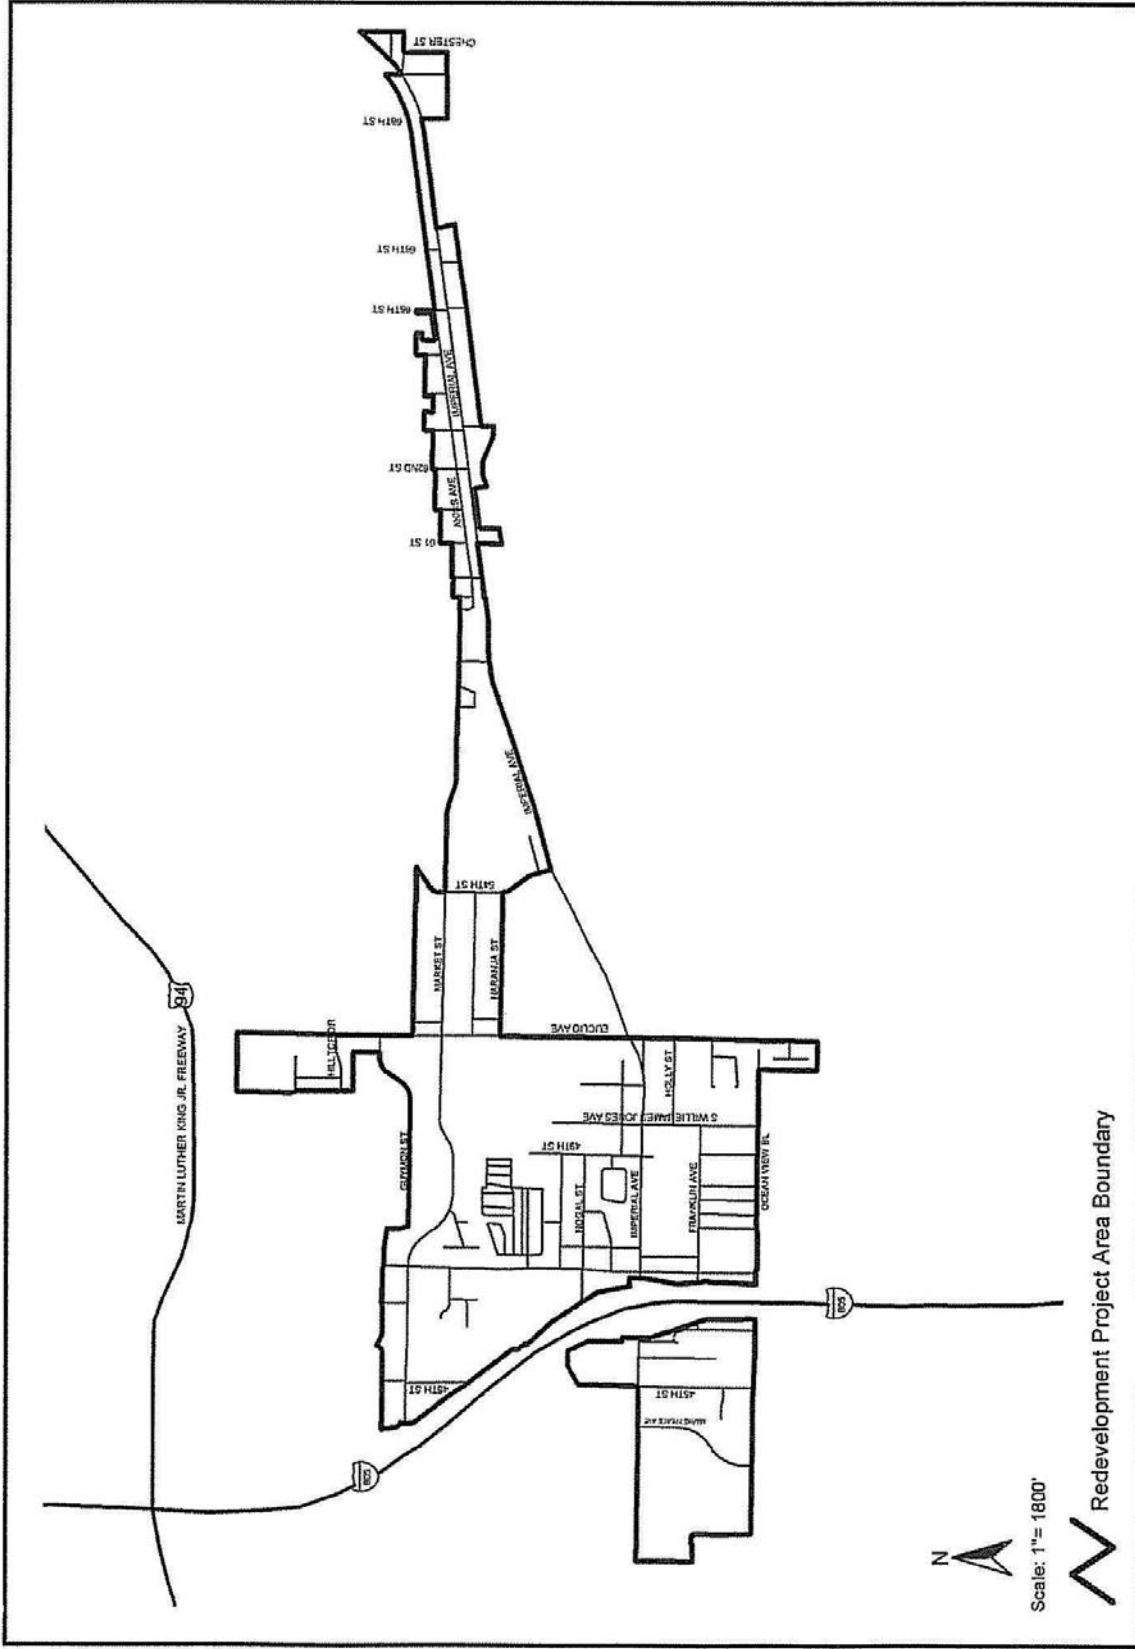 MARTIN LUTHER KING JR. FREEWAY
94
HILLTOP DR
GUYMON ST
MARKET ST
NARANJA ST
54TH ST
EUCLID AVE
IMPERIAL AVE
61 ST
62ND ST
AVE
IMPERIAL AVE
65TH ST
66TH ST
68TH ST
CHESTER ST
45TH ST
49TH ST
NOGAL ST
IMPERIAL AVE
S WILLIE JAMES JONES AVE
HOLLY ST
FRANKLIN AVE
OCEAN VIEW BL
805
805
45TH ST
N
Scale: 1"= 1800'
Redevelopment Project Area Boundary